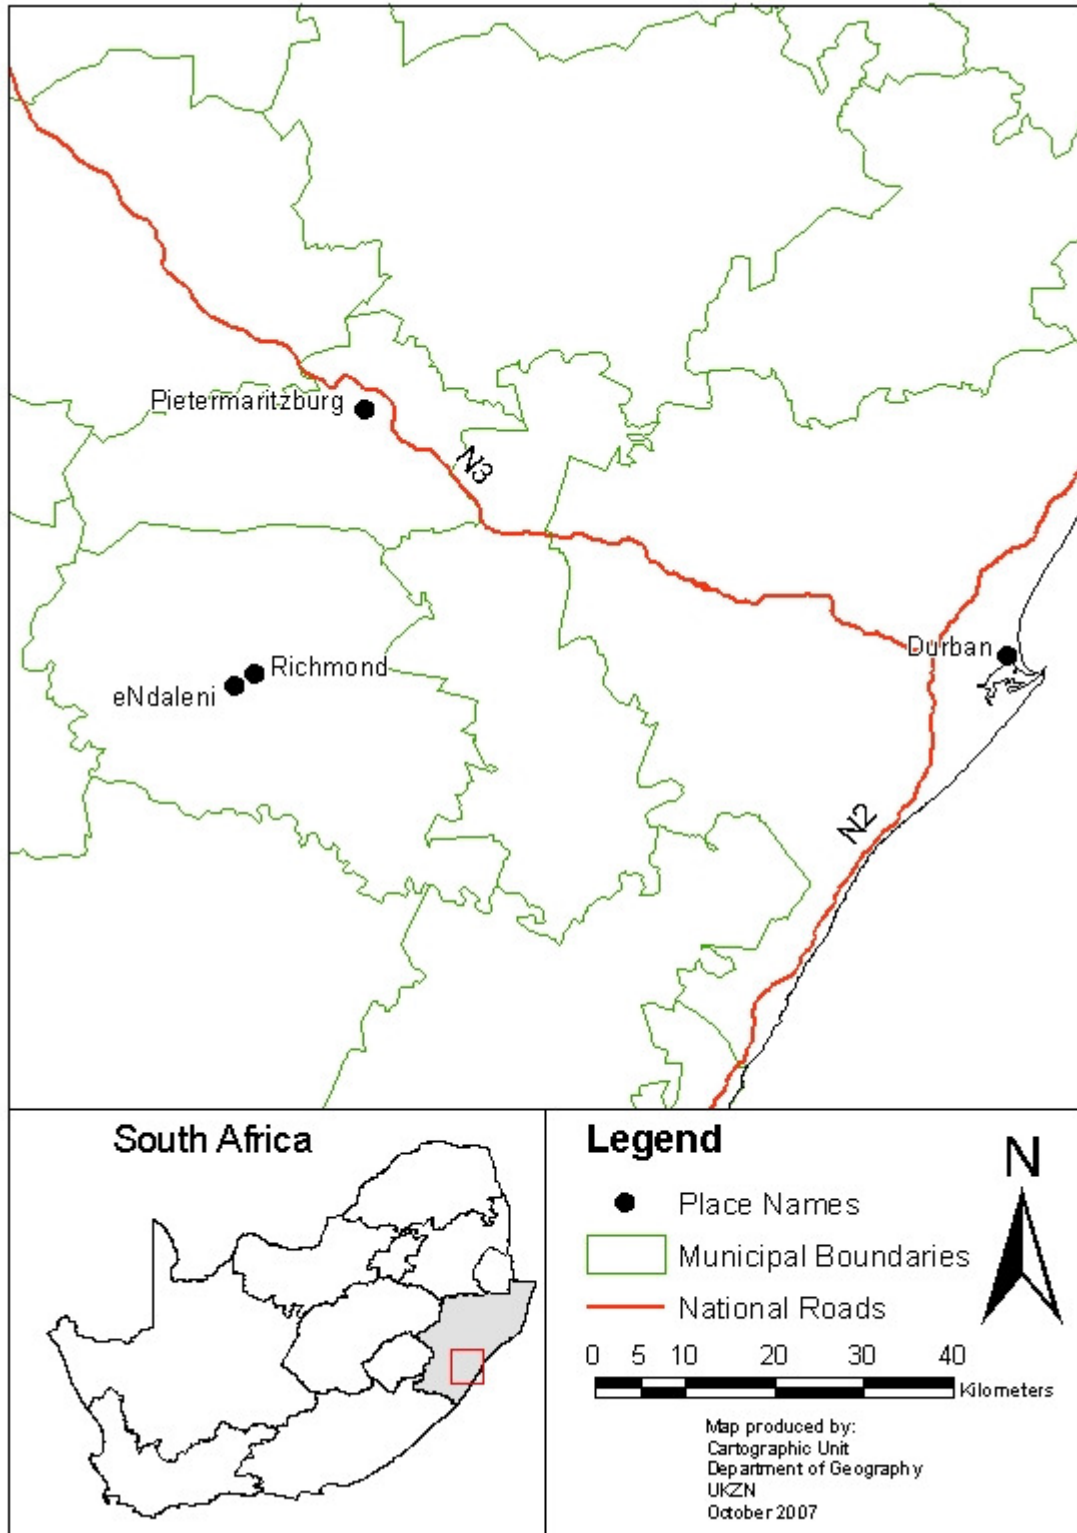 Pietermaritzburg
N3
Durban
Richmond
eNdaleni
N2
South Africa
Legend
N
Place Names
Municipal Boundaries
National Roads
0 5 10 20 30 40
Kilometers
Map produced by:
Cartographic Unit
Department of Geography
UKZN
October 2007